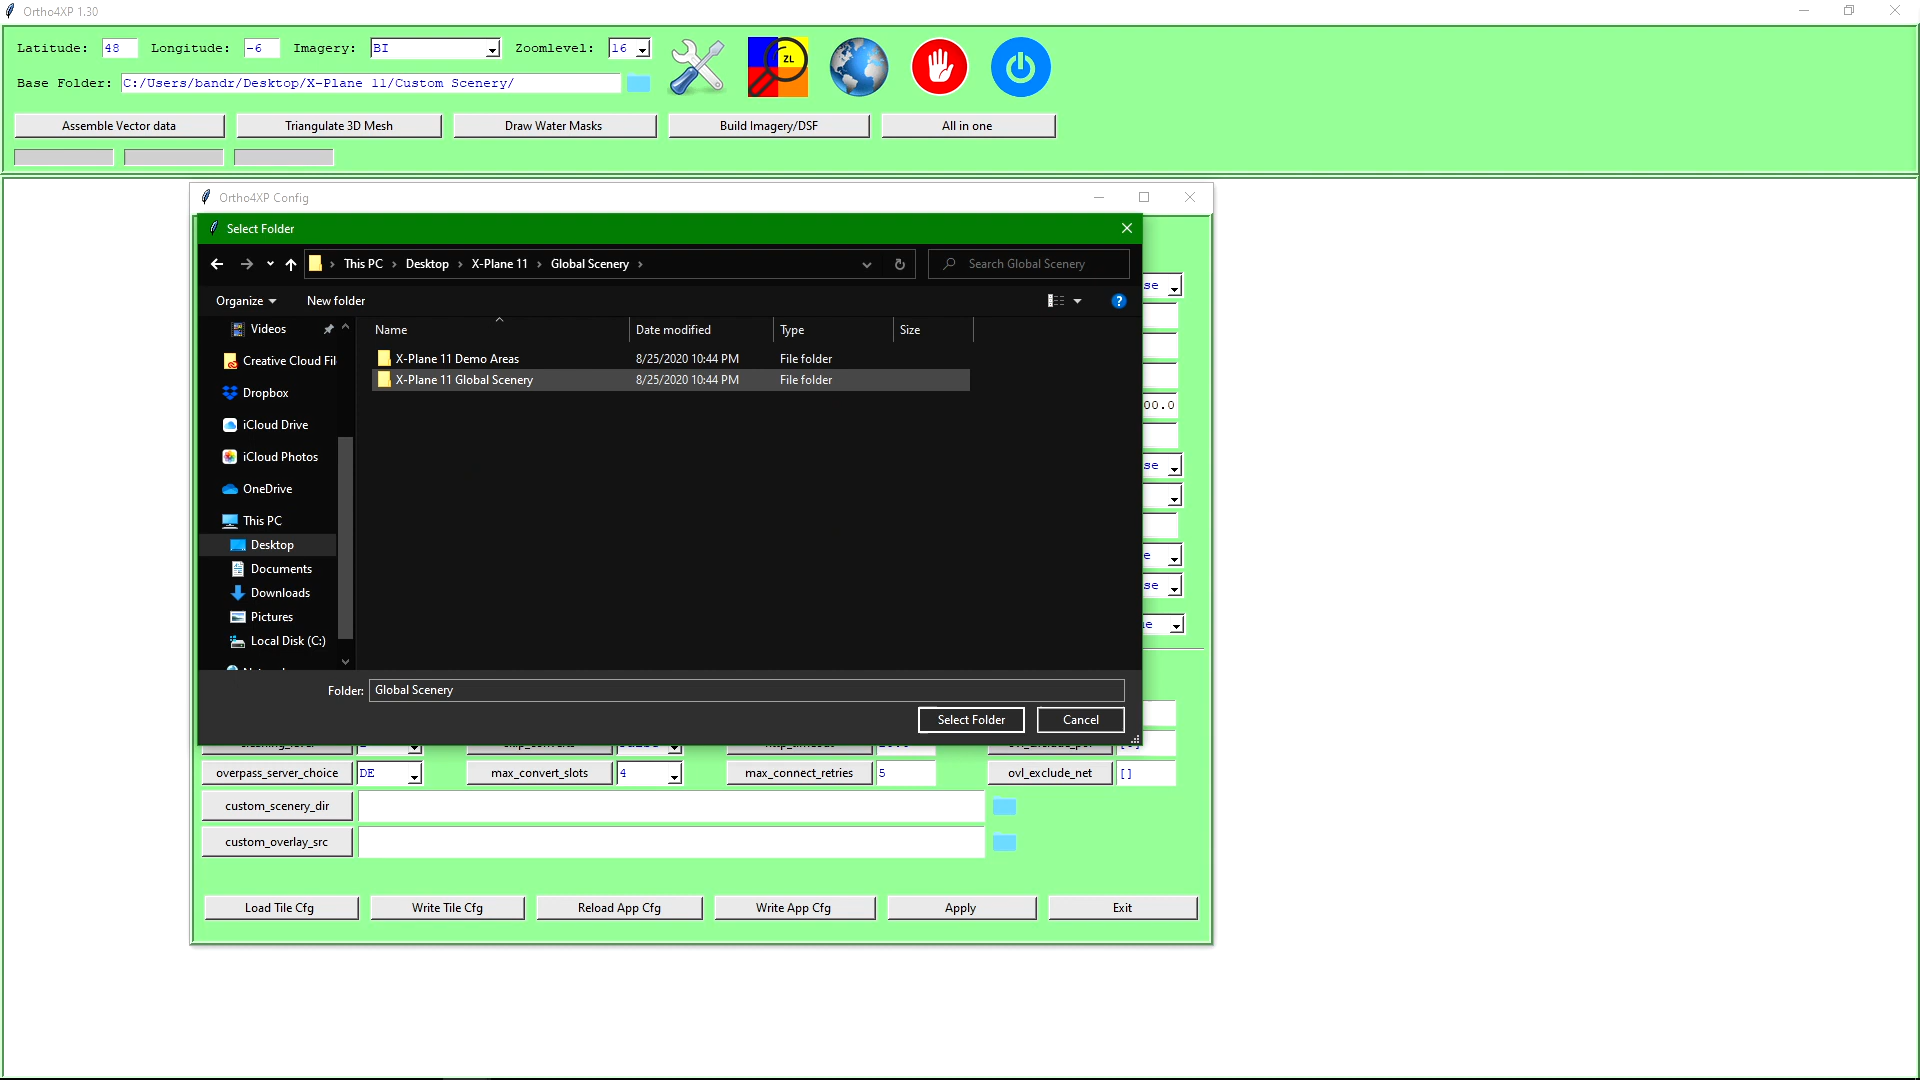 Ortho4XP 1.30
Latitude: 48 Longitude: -6 Imagery: BI Zoomlevel: 16
ZL
Base Folder: C:/Users/bandr/Desktop/X-Plane 11/Custom Scenery/
Assemble Vector data Triangulate 3D Mesh Draw Water Masks Build Imagery/DSF All in one
Ortho4XP Config
Select Folder
This PC > Desktop > X-Plane 11 > Global Scenery > Search Global Scenery
Organize New folder ?
Videos Name Date modified Type Size
X-Plane 11 Demo Areas 8/25/2020 10:44 PM File folder
Creative Cloud Fil
X-Plane 11 Global Scenery 8/25/2020 10:44 PM File folder
Dropbox
iCloud Drive
iCloud Photos
OneDrive
This PC
Desktop
Documents
Downloads
Pictures
Local Disk (C:)
se
00.0
se
e
se
Folder: Global Scenery
Select Folder Cancel
overpass_server_choice DE max_convert_slots 4 max_connect_retries 5 ovl_exclude_net []
custom_scenery_dir
custom_overlay_src
Load Tile Cfg Write Tile Cfg Reload App Cfg Write App Cfg Apply Exit